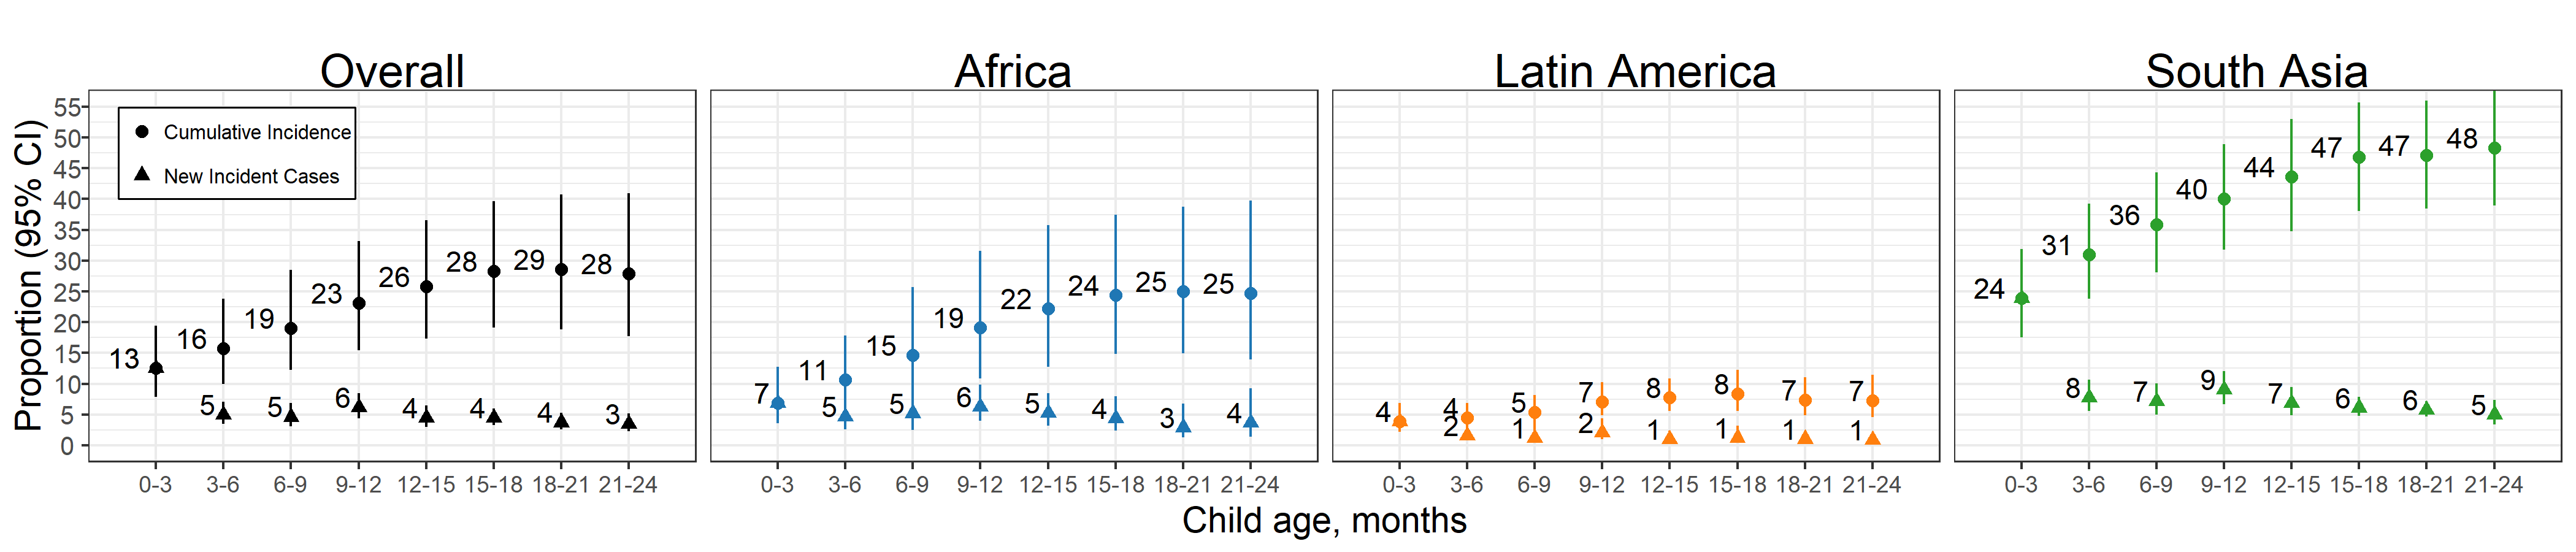 Overall Africa Latin America South Asia
Proportion (95% CI)
55
50
45
40
35
30
25
20
15
10
5
0
Cumulative Incidence
New Incident Cases
13 16 19 23 26 28 29 28
5 5 6 4 4 4 3
7 11 15 19 22 24 25 25
5 5 6 5 4 3 4
4 4 5 7 8 8 7 7
2 1 2 1 1 1 1
24 31 36 40 44 47 47 48
8 7 9 7 6 6 5
0-3 3-6 6-9 9-12 12-15 15-18 18-21 21-24 0-3 3-6 6-9 9-12 12-15 15-18 18-21 21-24 0-3 3-6 6-9 9-12 12-15 15-18 18-21 21-24 0-3 3-6 6-9 9-12 12-15 15-18 18-21 21-24
Child age, months